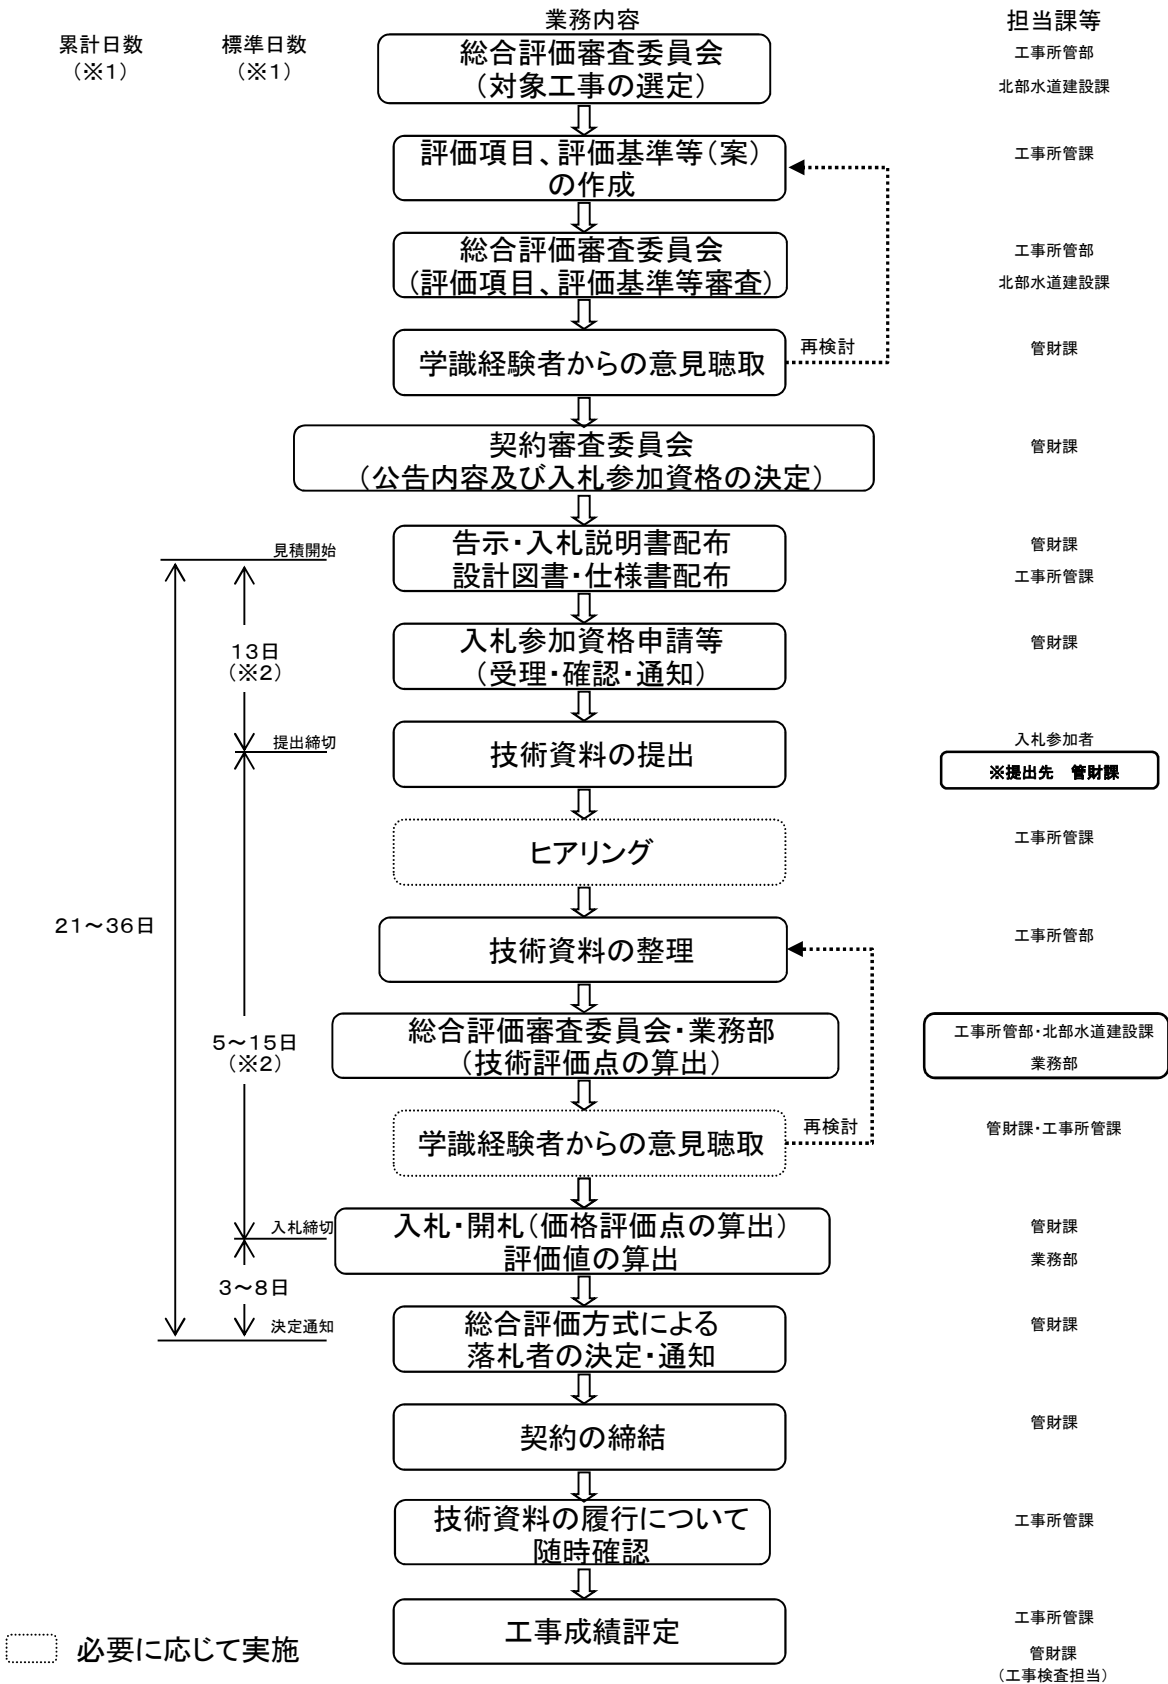 業務内容
担当課等
累計日数
(※1)
標準日数
(※1)
総合評価審査委員会
(対象工事の選定)
工事所管部
北部水道建設課
評価項目、評価基準等(案)
の作成
工事所管課
総合評価審査委員会
(評価項目、評価基準等審査)
工事所管部
北部水道建設課
学識経験者からの意見聴取
再検討
管財課
契約審査委員会
(公告内容及び入札参加資格の決定)
管財課
見積開始
告示・入札説明書配布
設計図書・仕様書配布
管財課
工事所管課
13日
(※2)
入札参加資格申請等
(受理・確認・通知)
管財課
提出締切
技術資料の提出
入札参加者
※提出先 管財課
ヒアリング
工事所管課
21～36日
技術資料の整理
工事所管部
5～15日
(※2)
総合評価審査委員会・業務部
(技術評価点の算出)
工事所管部・北部水道建設課
業務部
学識経験者からの意見聴取
再検討
管財課・工事所管課
入札締切
入札・開札(価格評価点の算出)
評価値の算出
管財課
業務部
3～8日
決定通知
総合評価方式による
落札者の決定・通知
管財課
契約の締結
管財課
技術資料の履行について
随時確認
工事所管課
工事成績評定
工事所管課
管財課
(工事検査担当)
必要に応じて実施